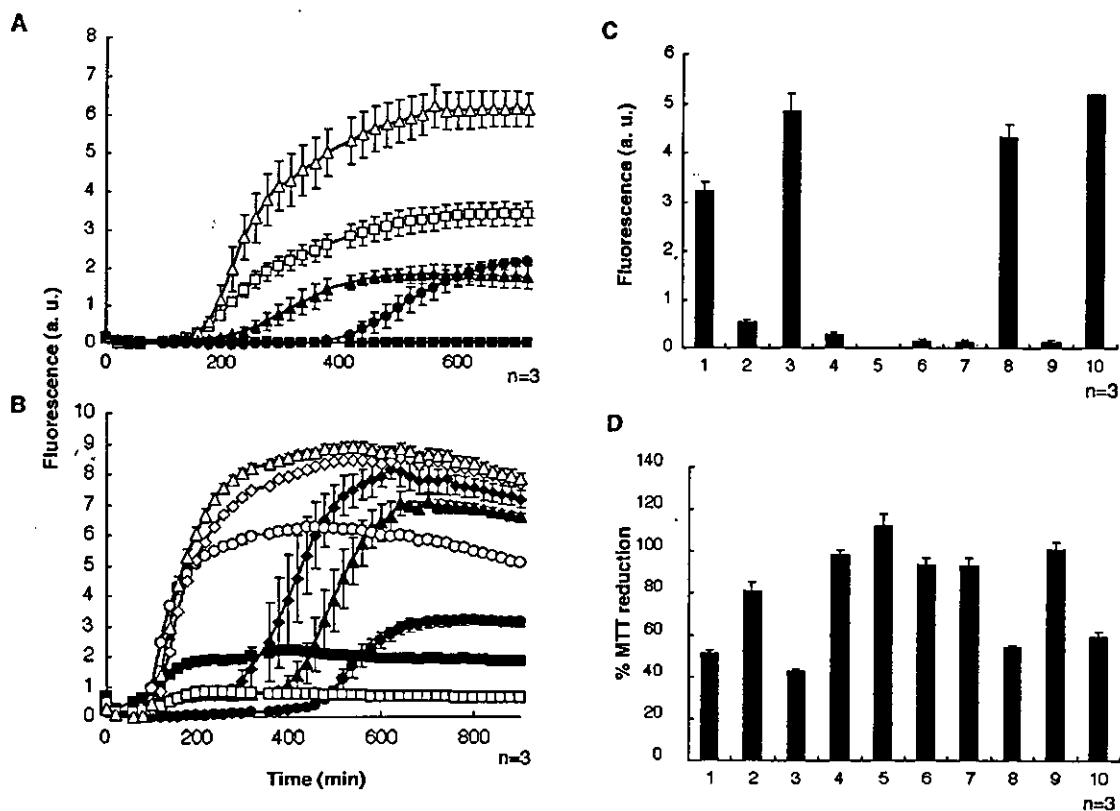 A
Fluorescence (a. u.)
8
7
6
5
4
3
2
1
0
0 200 400 600
n=3
B
10
9
8
7
6
5
4
3
2
1
0
0 200 400 600 800
n=3
Time (min)
C
Fluorescence (a. u.)
6
5
4
3
2
1
0
1 2 3 4 5 6 7 8 9 10
n=3
D
% MTT reduction
140
120
100
80
60
40
20
0
1 2 3 4 5 6 7 8 9 10
n=3